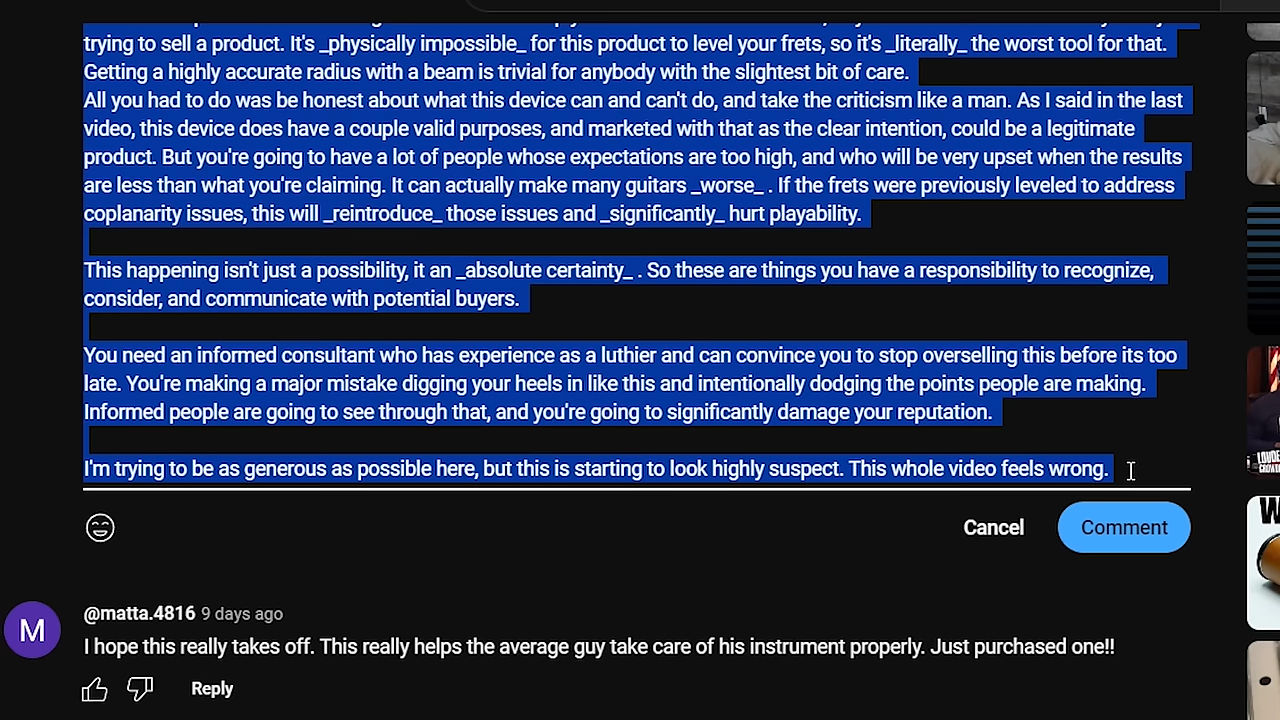 trying to sell a product. It's _physically impossible_ for this product to level your frets, so it's _literally_ the worst tool for that.
Getting a highly accurate radius with a beam is trivial for anybody with the slightest bit of care.
All you had to do was be honest about what this device can and can't do, and take the criticism like a man. As I said in the last
video, this device does have a couple valid purposes, and marketed with that as the clear intention, could be a legitimate
product. But you're going to have a lot of people whose expectations are too high, and who will be very upset when the results
are less than what you're claiming. It can actually make many guitars _worse_ . If the frets were previously leveled to address
coplanarity issues, this will _reintroduce_ those issues and _significantly_ hurt playability.
This happening isn't just a possibility, it an _absolute certainty_ . So these are things you have a responsibility to recognize,
consider, and communicate with potential buyers.
You need an informed consultant who has experience as a luthier and can convince you to stop overselling this before its too
late. You're making a major mistake digging your heels in like this and intentionally dodging the points people are making.
Informed people are going to see through that, and you're going to significantly damage your reputation.
I'm trying to be as generous as possible here, but this is starting to look highly suspect. This whole video feels wrong.
Cancel
Comment
M
@matta.4816 9 days ago
I hope this really takes off. This really helps the average guy take care of his instrument properly. Just purchased one!!
Reply